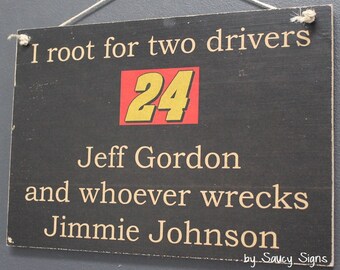 I root for two drivers
24
Jeff Gordon
and whoever wrecks
Jimmie Johnson
by Saucy Signs